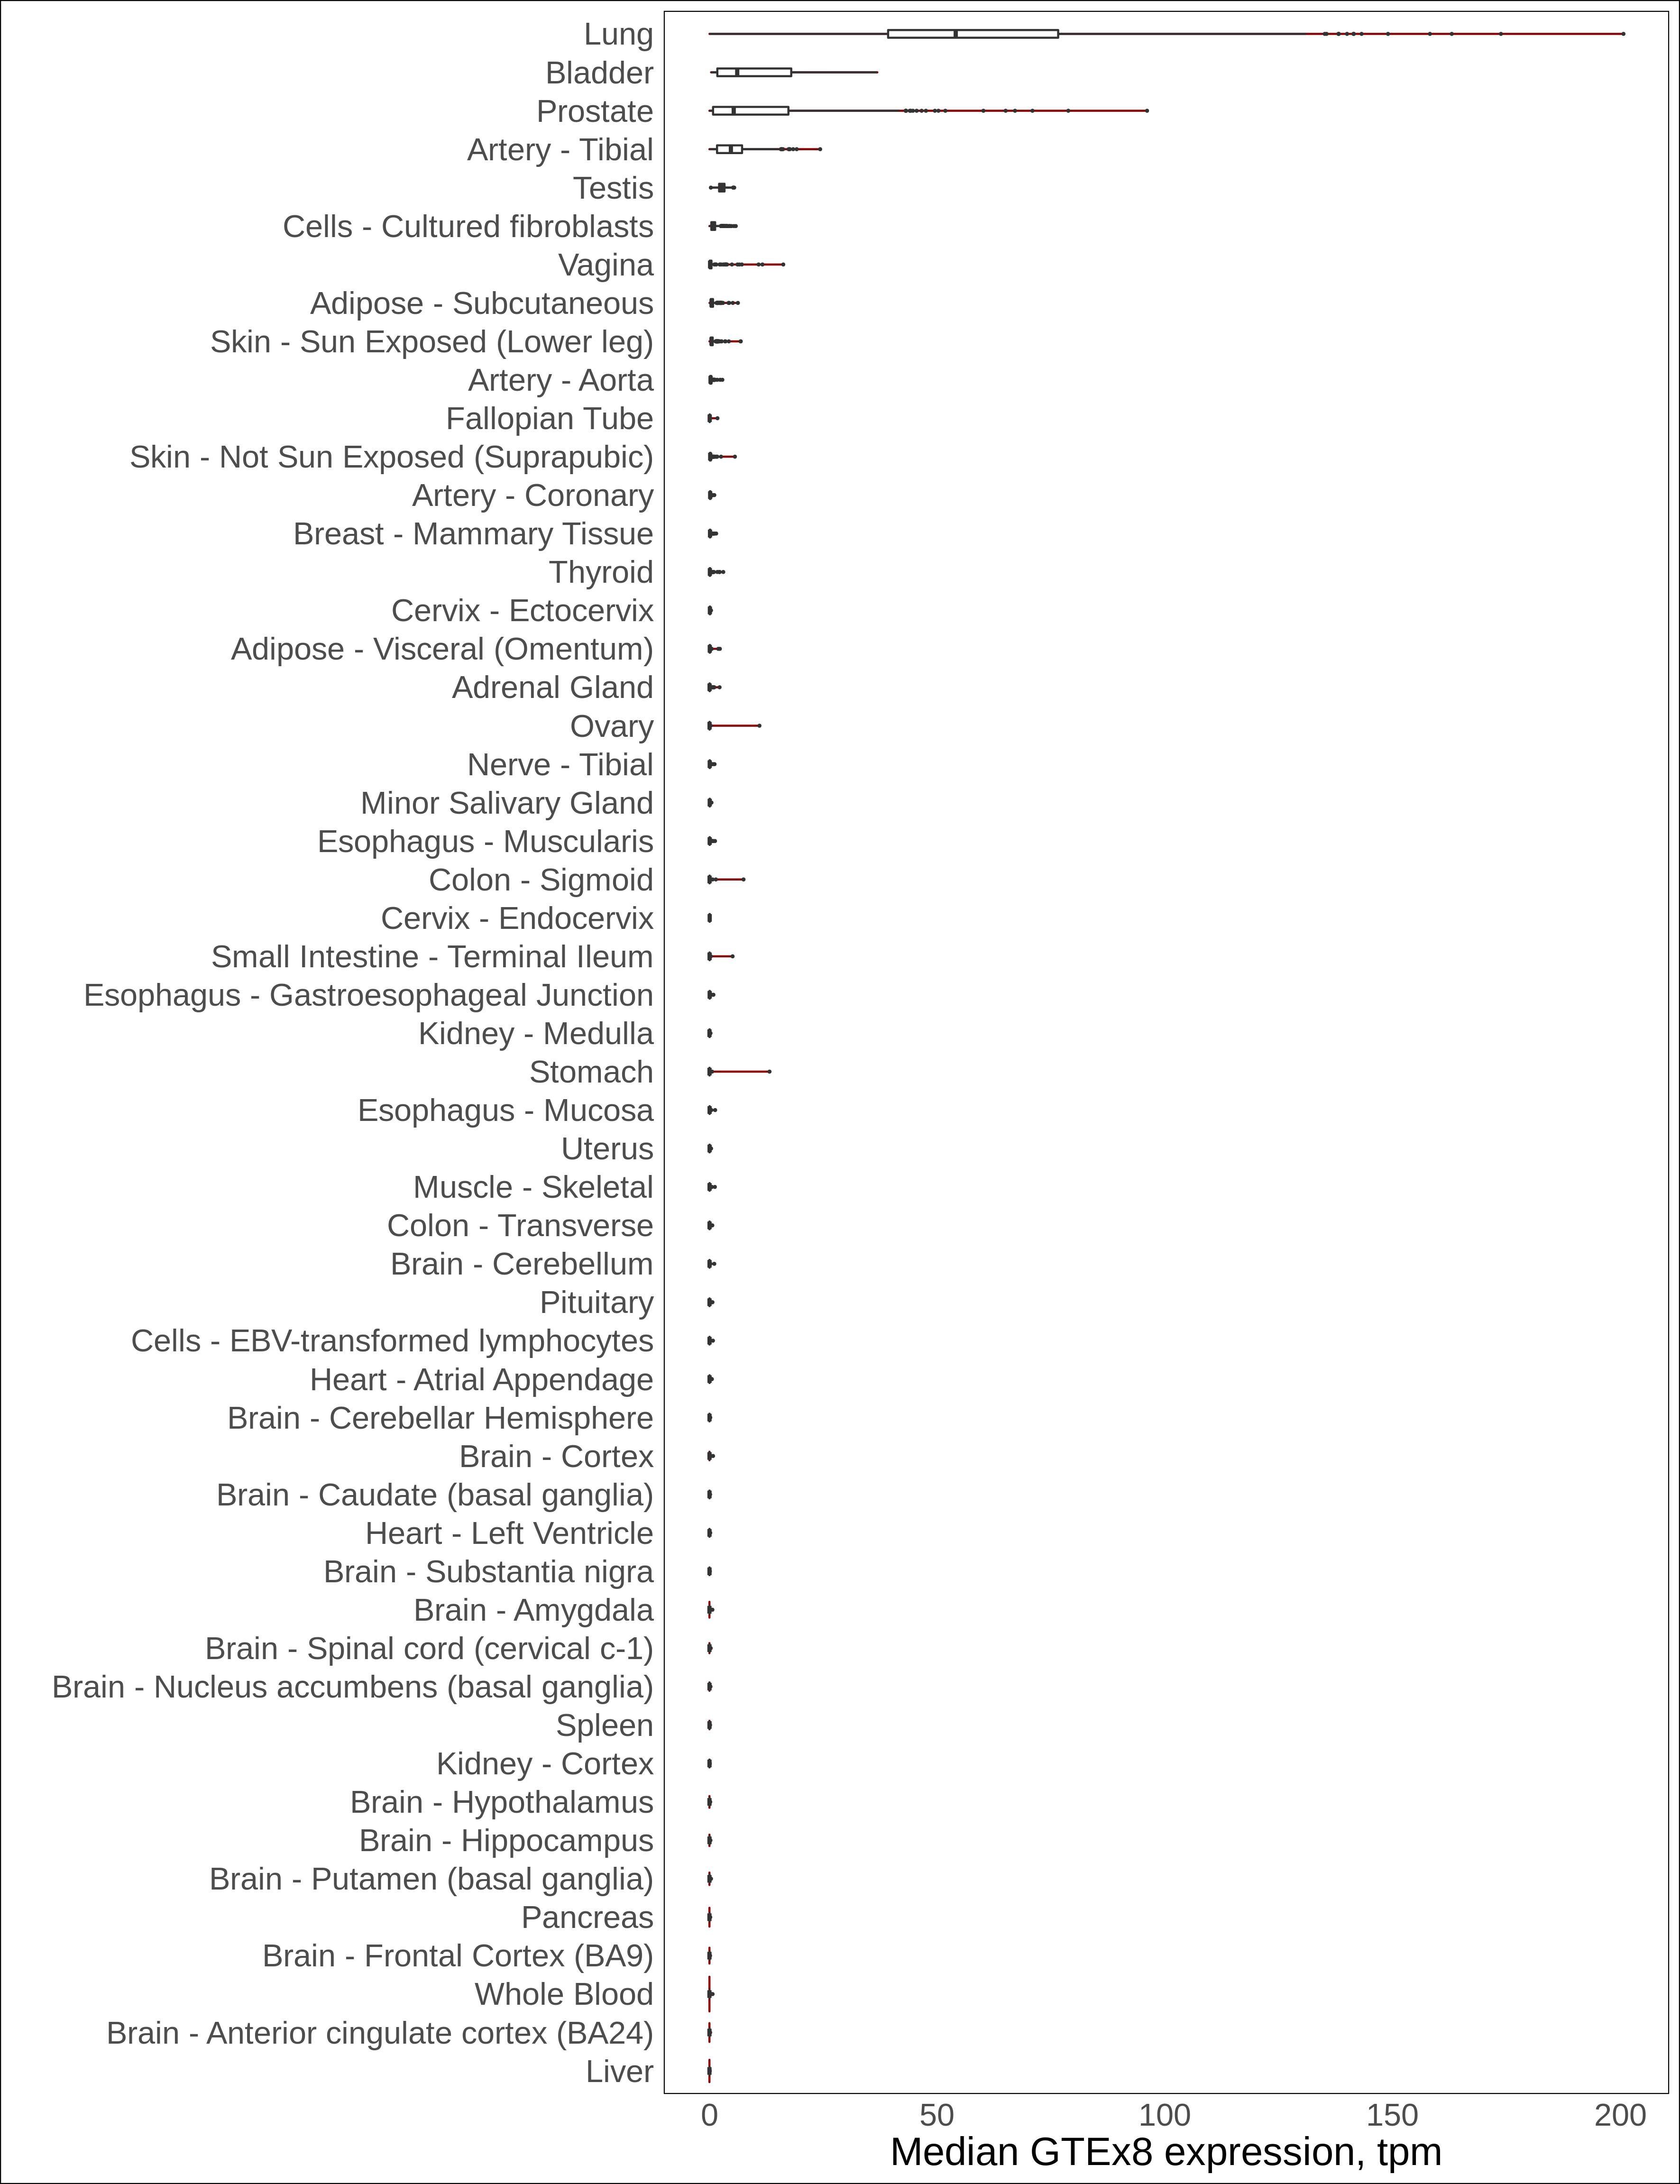 Lung
Bladder
Prostate
Artery - Tibial
Testis
Cells - Cultured fibroblasts
Vagina
Adipose - Subcutaneous
Skin - Sun Exposed (Lower leg)
Artery - Aorta
Fallopian Tube
Skin - Not Sun Exposed (Suprapubic)
Artery - Coronary
Breast - Mammary Tissue
Thyroid
Cervix - Ectocervix
Adipose - Visceral (Omentum)
Adrenal Gland
Ovary
Nerve - Tibial
Minor Salivary Gland
Esophagus - Muscularis
Colon - Sigmoid
Cervix - Endocervix
Small Intestine - Terminal Ileum
Esophagus - Gastroesophageal Junction
Kidney - Medulla
Stomach
Esophagus - Mucosa
Uterus
Muscle - Skeletal
Colon - Transverse
Brain - Cerebellum
Pituitary
Cells - EBV-transformed lymphocytes
Heart - Atrial Appendage
Brain - Cerebellar Hemisphere
Brain - Cortex
Brain - Caudate (basal ganglia)
Heart - Left Ventricle
Brain - Substantia nigra
Brain - Amygdala
Brain - Spinal cord (cervical c-1)
Brain - Nucleus accumbens (basal ganglia)
Spleen
Kidney - Cortex
Brain - Hypothalamus
Brain - Hippocampus
Brain - Putamen (basal ganglia)
Pancreas
Brain - Frontal Cortex (BA9)
Whole Blood
Brain - Anterior cingulate cortex (BA24)
Liver
0 50 100 150 200
Median GTEx8 expression, tpm